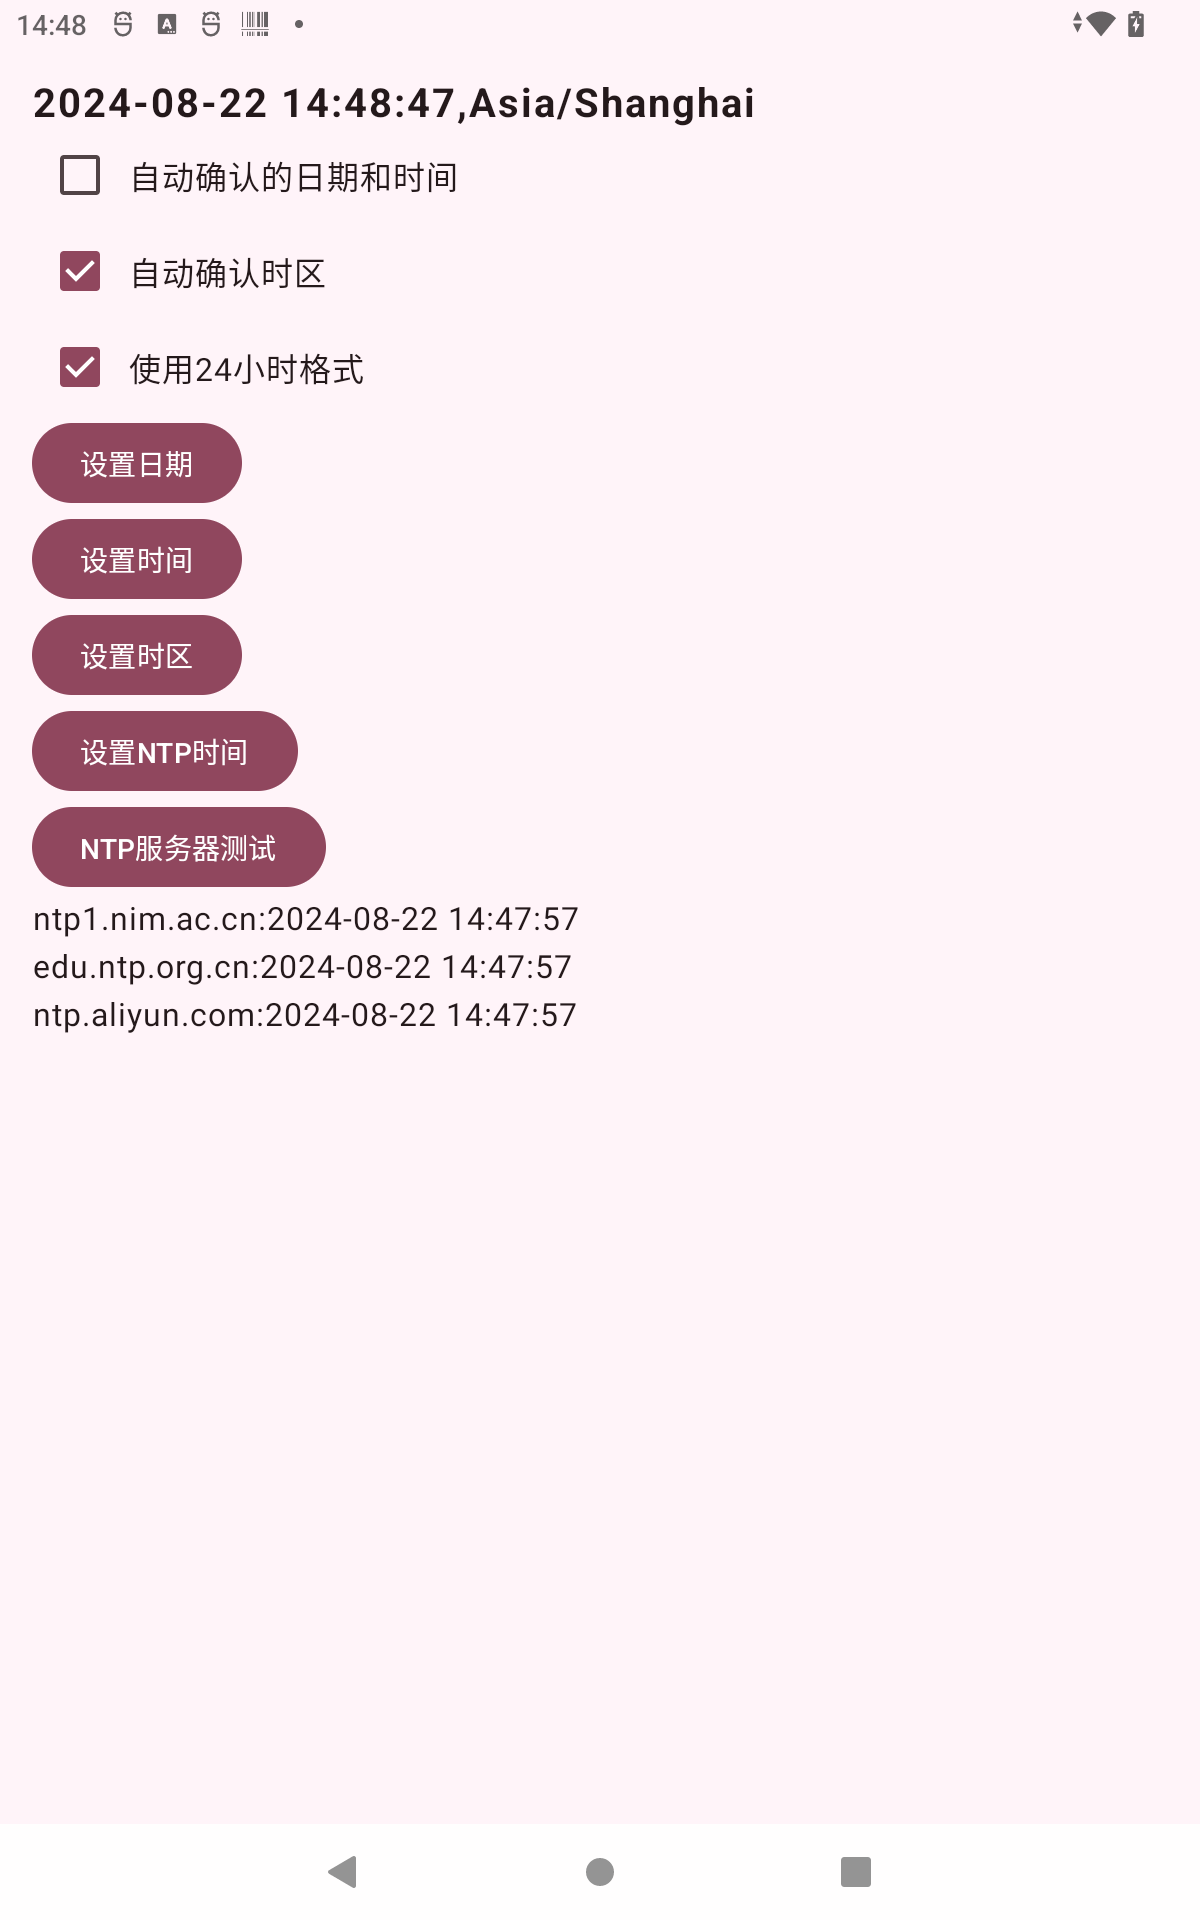 14:48
2024-08-22 14:48:47,Asia/Shanghai
自动确认的日期和时间
自动确认时区
使用24小时格式
设置日期
设置时间
设置时区
设置NTP时间
NTP服务器测试
ntp1.nim.ac.cn:2024-08-22 14:47:57
edu.ntp.org.cn:2024-08-22 14:47:57
ntp.aliyun.com:2024-08-22 14:47:57